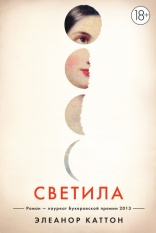 18+
СВЕТИЛА
Роман — лауреат Букеровской премии 2013
ЭЛЕАНОР КАТТОН